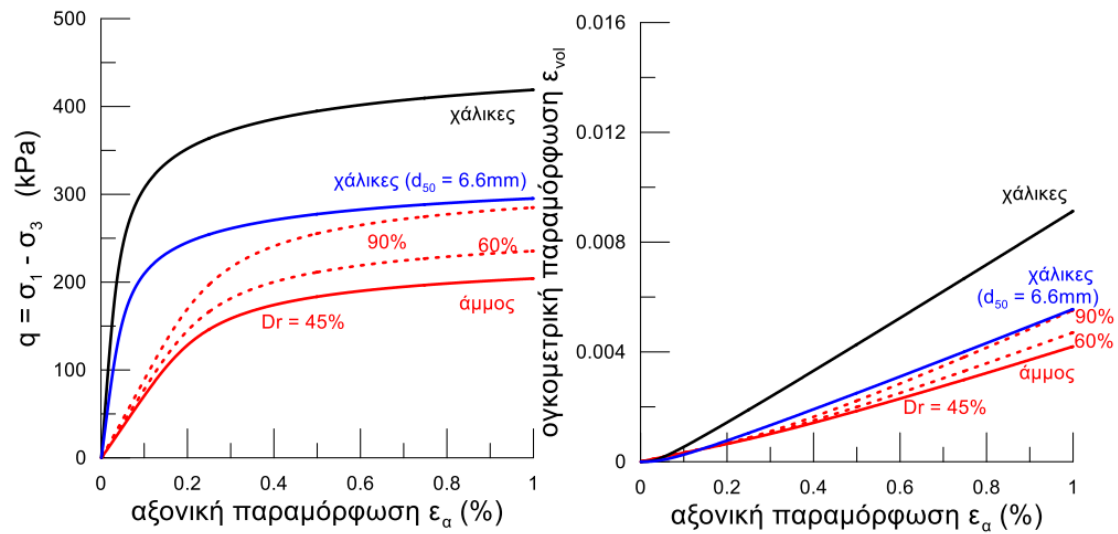 500
400
300
200
100
0
q = σ1 - σ3 (kPa)
χάλικες
χάλικες (d50 = 6.6mm)
90%
60%
άμμος
Dr = 45%
0
0.2
0.4
0.6
0.8
1
αξονική παραμόρφωση εα (%)
0.016
0.012
0.008
0.004
0
ογκομετρική παραμόρφωση εvol
χάλικες
χάλικες
(d50 = 6.6mm)
90%
60%
άμμος
Dr = 45%
0
0.2
0.4
0.6
0.8
1
αξονική παραμόρφωση εα (%)